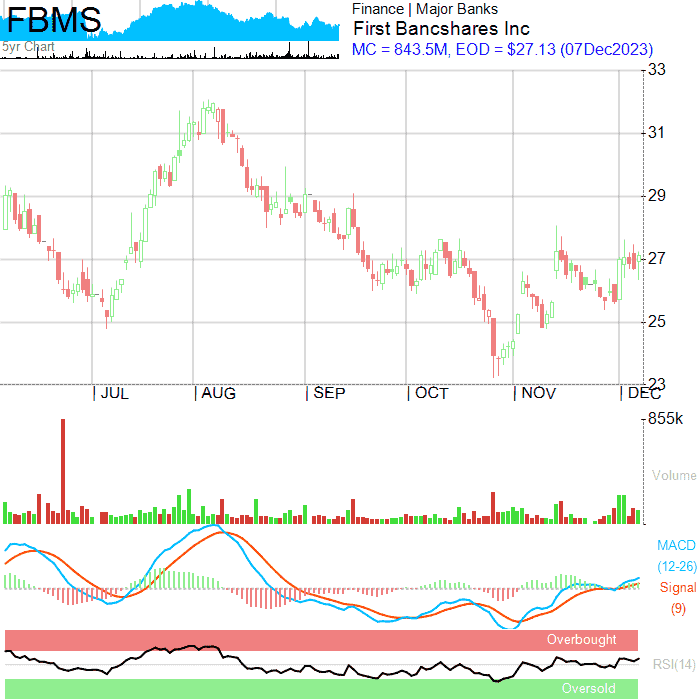 FBMS
5yr Chart
Finance | Major Banks
First Bancshares Inc
MC = 843.5M, EOD = $27.13 (07Dec2023)
33
31
29
27
25
23
| JUL | AUG | SEP | OCT | NOV | DEC
855k
Volume
MACD
(12-26)
Signal
(9)
Overbought
RSI(14)
Oversold